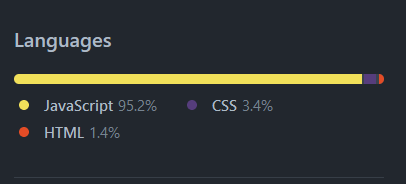 Languages
JavaScript 95.2% CSS 3.4%
HTML 1.4%